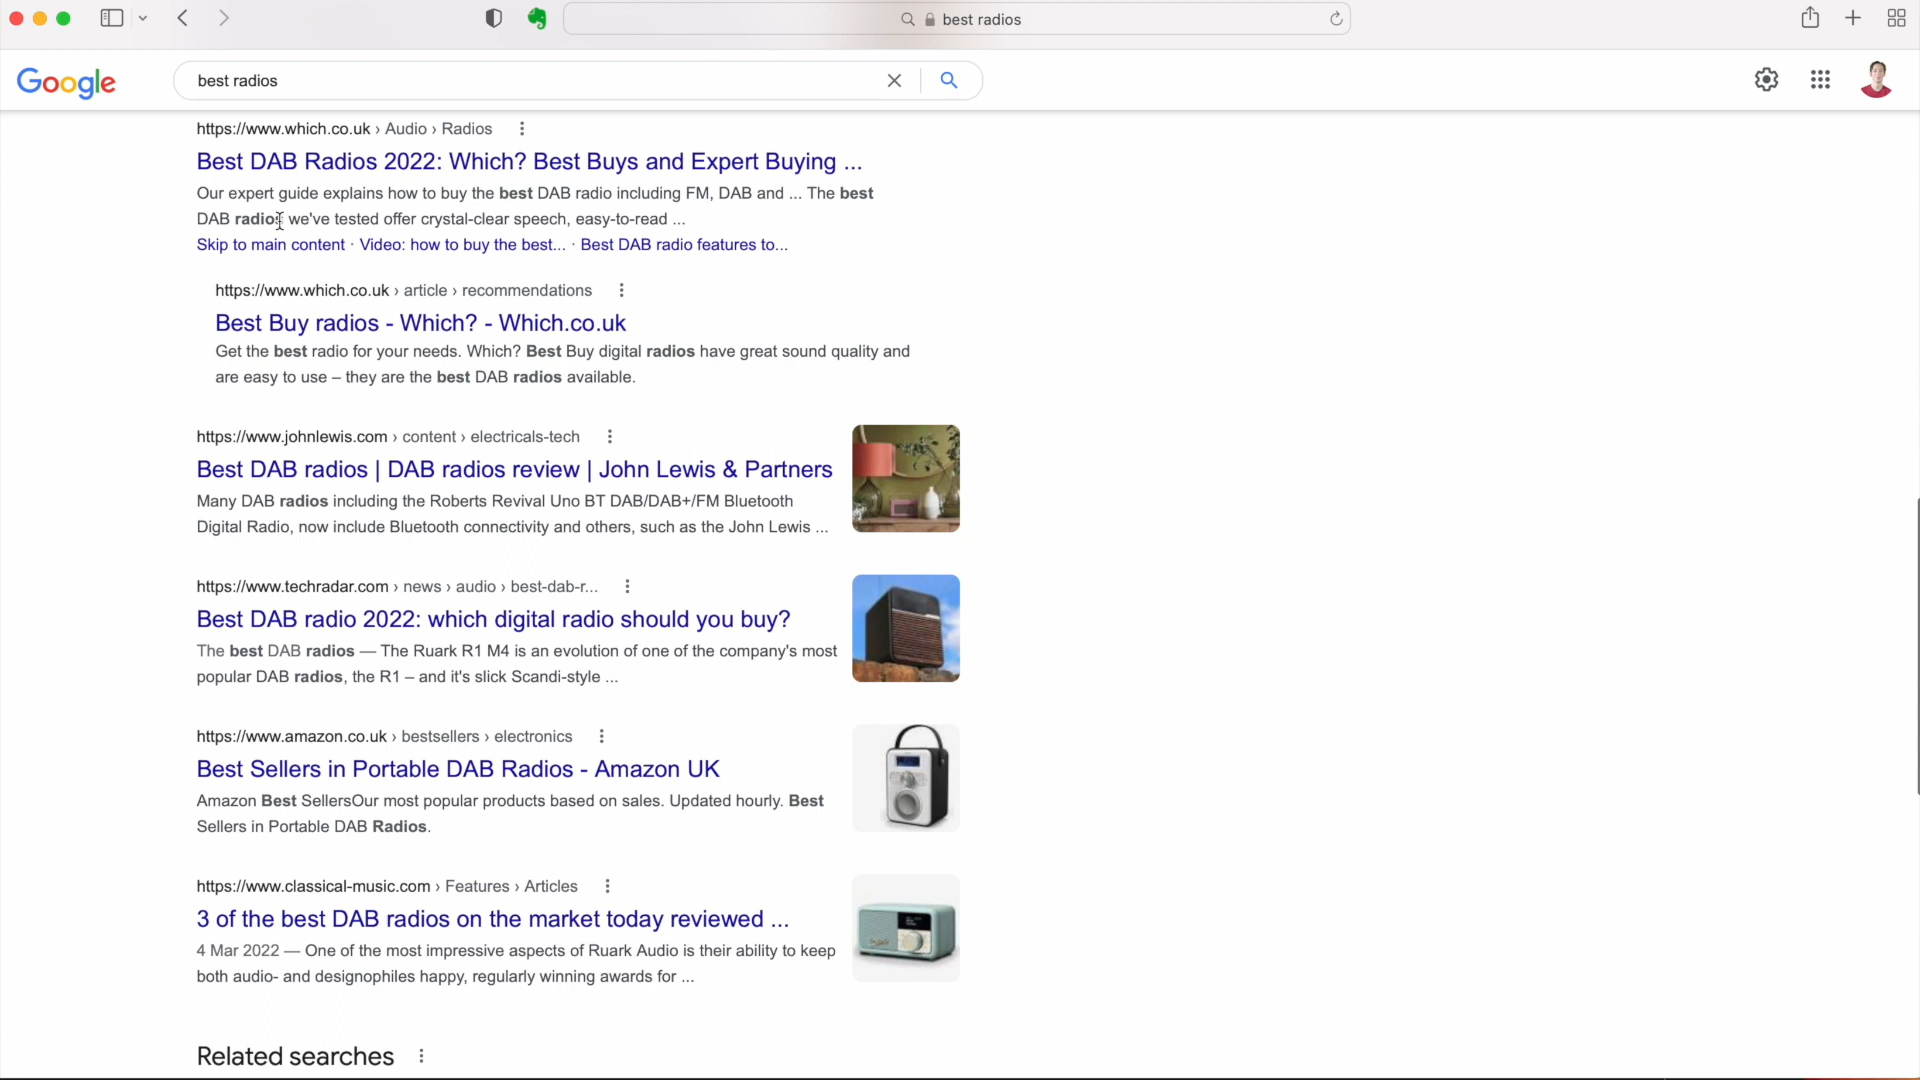 best radios
Google
best radios
https://www.which.co.uk › Audio › Radios
Best DAB Radios 2022: Which? Best Buys and Expert Buying ...
Our expert guide explains how to buy the best DAB radio including FM, DAB and ... The best
DAB radios we've tested offer crystal-clear speech, easy-to-read ...
Skip to main content · Video: how to buy the best... · Best DAB radio features to...
https://www.which.co.uk › article › recommendations
Best Buy radios - Which? - Which.co.uk
Get the best radio for your needs. Which? Best Buy digital radios have great sound quality and
are easy to use – they are the best DAB radios available.
https://www.johnlewis.com › content › electricals-tech
Best DAB radios | DAB radios review | John Lewis & Partners
Many DAB radios including the Roberts Revival Uno BT DAB/DAB+/FM Bluetooth
Digital Radio, now include Bluetooth connectivity and others, such as the John Lewis ...
https://www.techradar.com › news › audio › best-dab-r...
Best DAB radio 2022: which digital radio should you buy?
The best DAB radios — The Ruark R1 M4 is an evolution of one of the company's most
popular DAB radios, the R1 – and it's slick Scandi-style ...
https://www.amazon.co.uk › bestsellers › electronics
Best Sellers in Portable DAB Radios - Amazon UK
Amazon Best SellersOur most popular products based on sales. Updated hourly. Best
Sellers in Portable DAB Radios.
https://www.classical-music.com › Features › Articles
3 of the best DAB radios on the market today reviewed ...
4 Mar 2022 — One of the most impressive aspects of Ruark Audio is their ability to keep
both audio- and designophiles happy, regularly winning awards for ...
Related searches